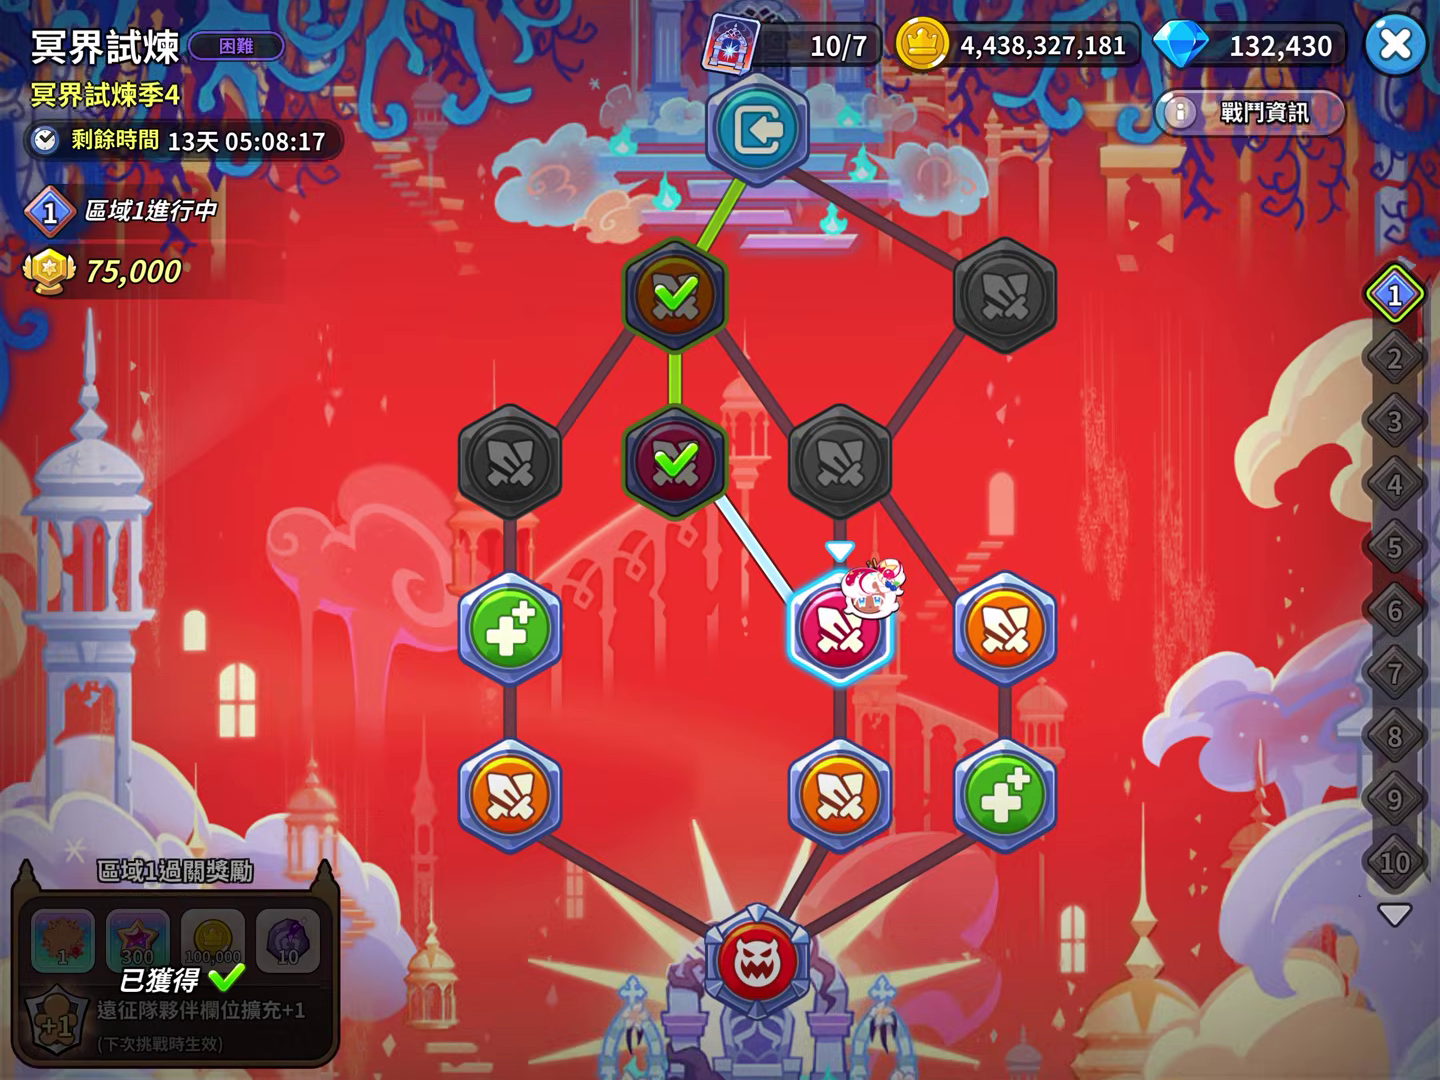 冥界試煉 困難
10/7
4,438,327,181
132,430
冥界試煉季4
戰鬥資訊
剩餘時間 13天 05:08:17
1 區域1進行中
75,000
1
2
3
4
5
6
7
8
9
10
區域1過關獎勵
1
300
100,000
10
已獲得
+1
遠征隊夥伴欄位擴充+1
(下次挑戰時生效)